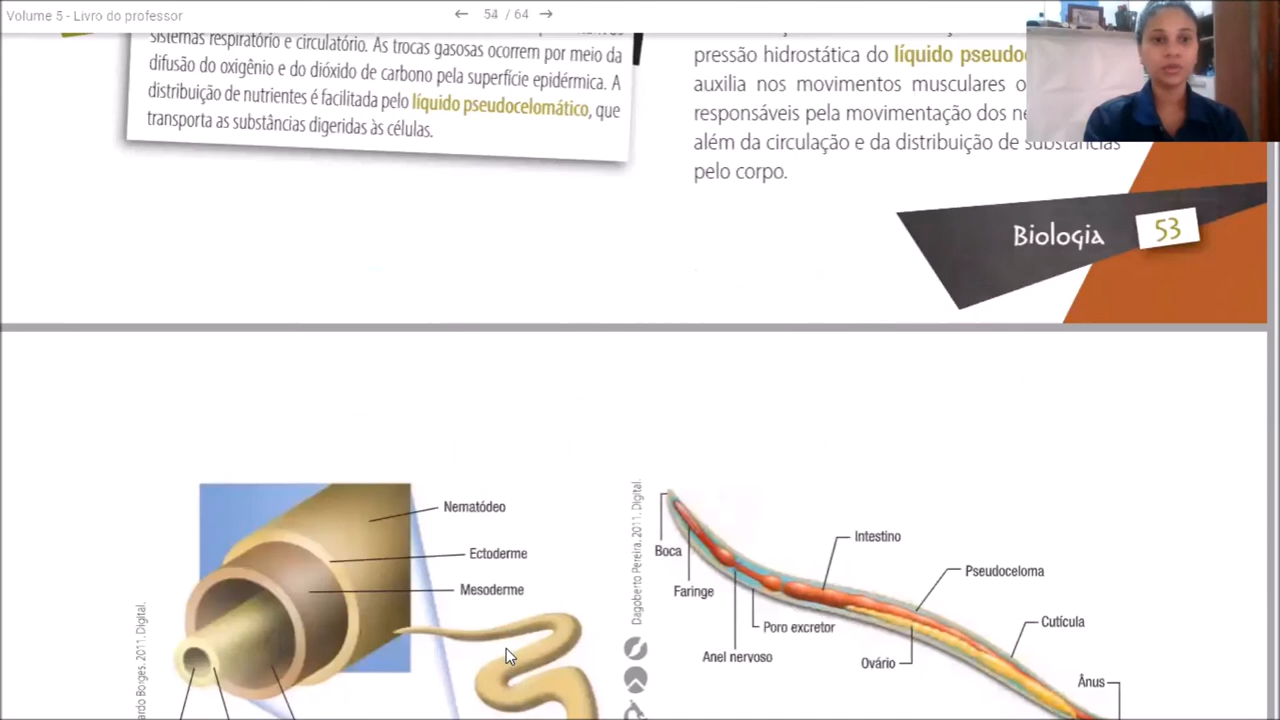 Volume 5 - Livro do professor
54 / 64
sistemas respiratório e circulatório. As trocas gasosas ocorrem por meio da
difusão do oxigênio e do dióxido de carbono pela superfície epidérmica. A
distribuição de nutrientes é facilitada pelo líquido pseudocelomático, que
transporta as substâncias digeridas às células.
pressão hidrostática do líquido
auxilia nos movimentos musculares
responsáveis pela movimentação dos
além da circulação e da distribuição de substâncias
pelo corpo.
Biologia
53
Nematódeo
Ectoderme
Mesoderme
Borges. 2011. Digital.
Dagoberto Pereira. 2011. Digital.
Boca
Faringe
Anel nervoso
Poro excretor
Intestino
Ovário
Pseudoceloma
Cutícula
Ânus